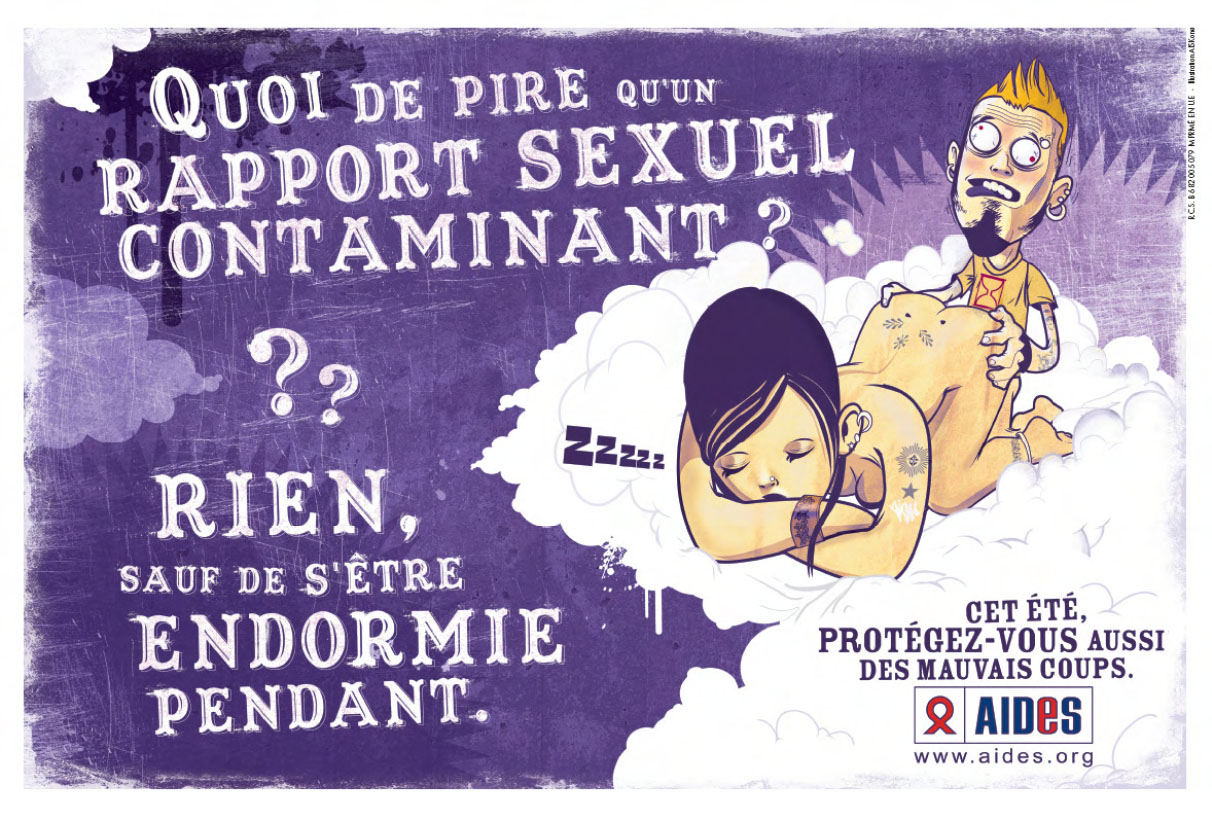 QUOI DE PIRE QU'UN
RAPPORT SEXUEL
CONTAMINANT ?
??
RIEN,
SAUF DE S'ÊTRE
ENDORMIE
PENDANT.
ZZZZZ
CET ÉTÉ,
PROTÉGEZ-VOUS AUSSI
DES MAUVAIS COUPS.
AIDeS
www.aides.org